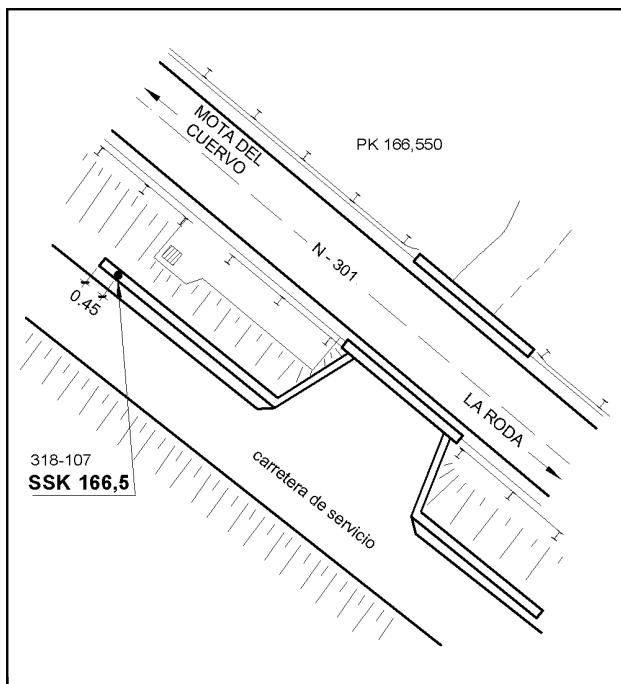 MOTA DEL
CUERVO
PK 166,550
N - 301
0.45
LA RODA
318-107
SSK 166,5
carretera de servicio